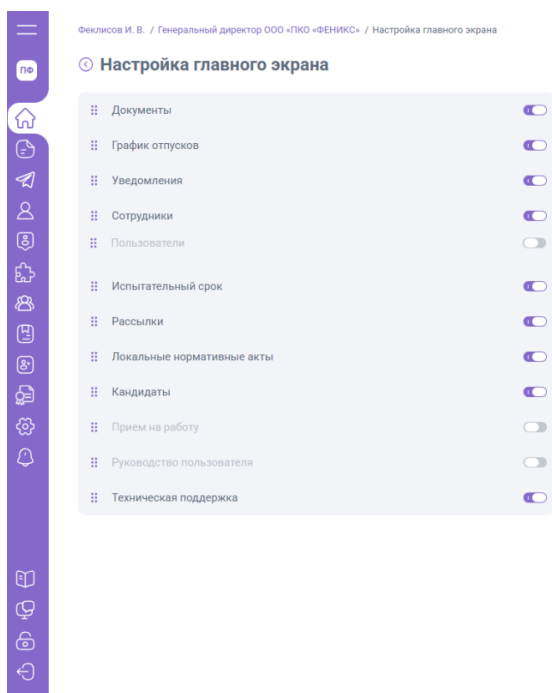 Феклисов И. В. / Генеральный директор ООО «ПКО «ФЕНИКС» / Настройка главного экрана
ПФ
Настройка главного экрана
Документы
График отпусков
Уведомления
Сотрудники
Пользователи
Испытательный срок
Рассылки
Локальные нормативные акты
Кандидаты
Прием на работу
Руководство пользователя
Техническая поддержка